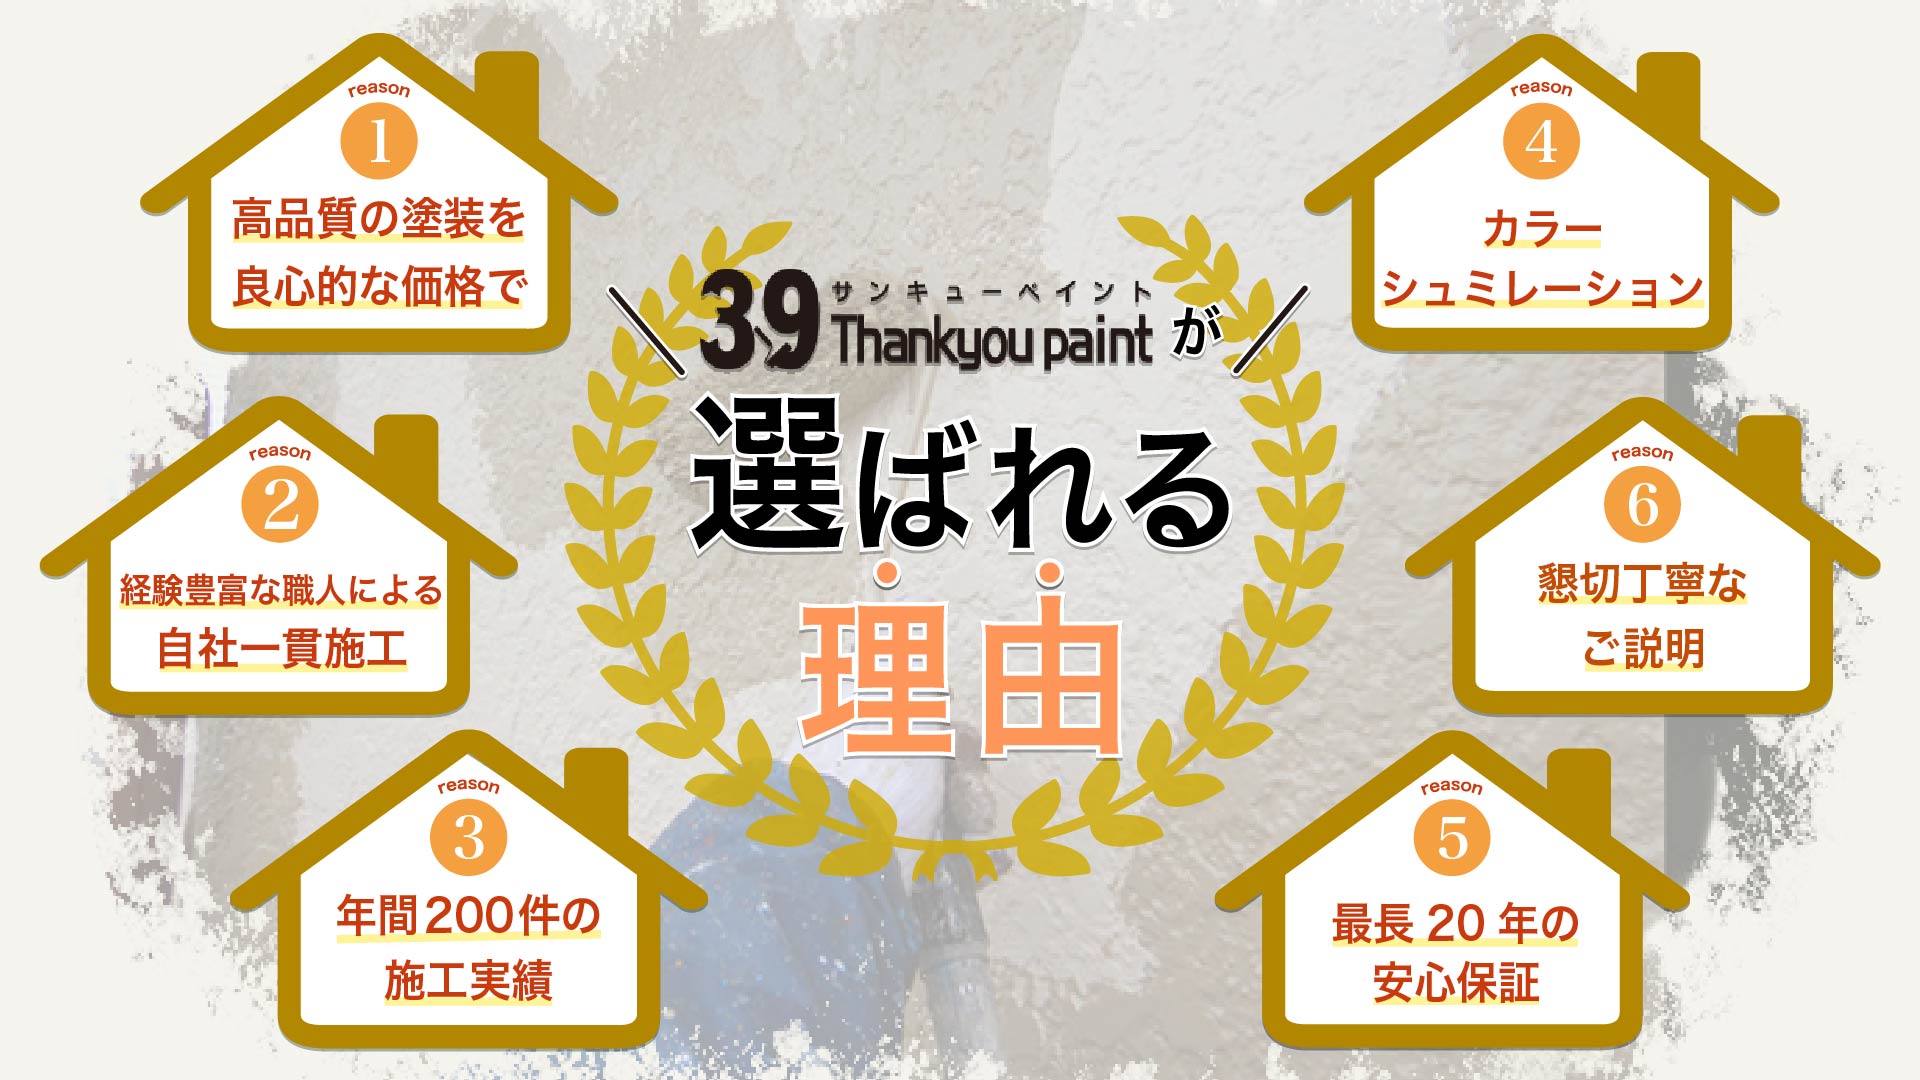 39
サンキューペイント
Thankyou paint が
選ばれる
理由
reason
1
高品質の塗装を
良心的な価格で
reason
2
経験豊富な職人による
自社一貫施工
reason
3
年間200件の
施工実績
reason
4
カラー
シュミレーション
reason
5
最長20年の
安心保証
reason
6
懇切丁寧な
ご説明